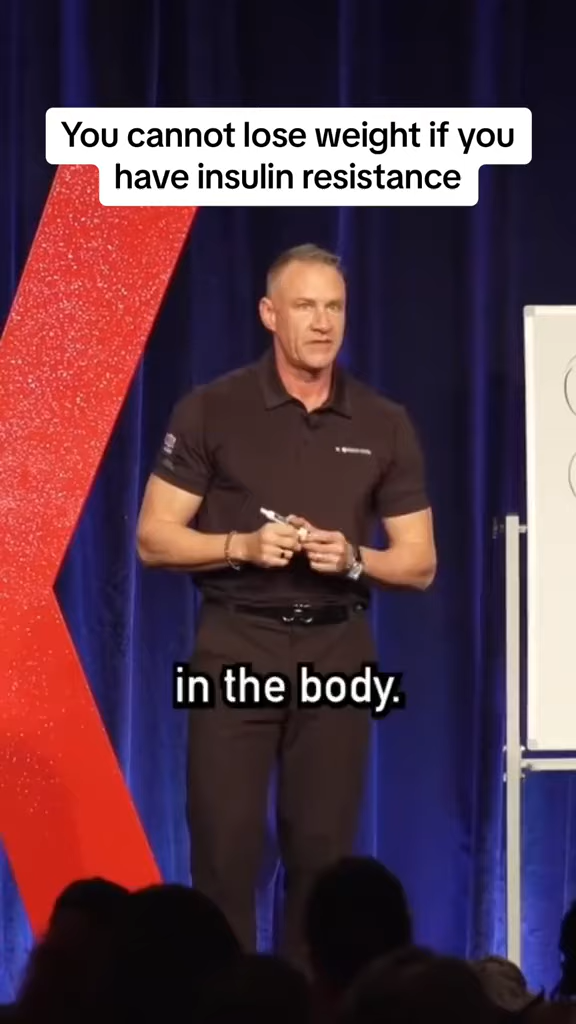 You cannot lose weight if you
have insulin resistance
in the body.